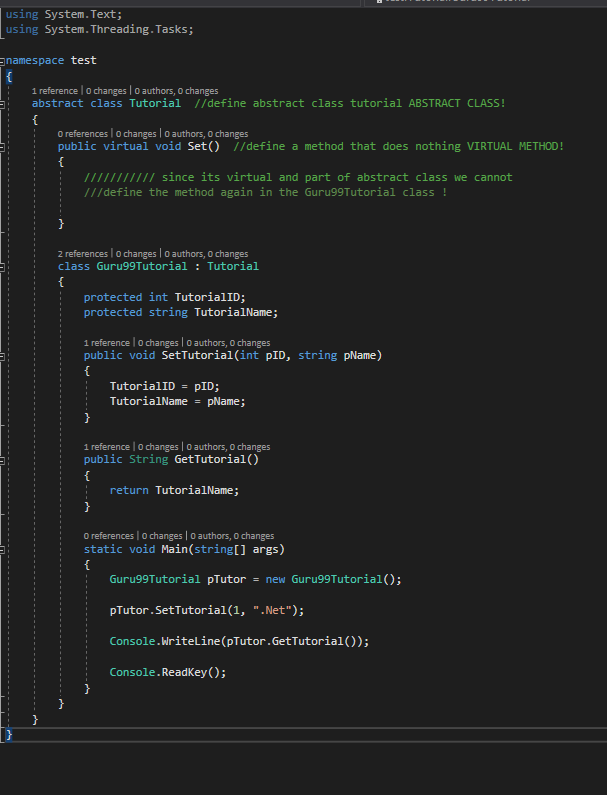 using System.Text;
using System.Threading.Tasks;
namespace test
{
1 reference | 0 changes | 0 authors, 0 changes
abstract class Tutorial //define abstract class tutorial ABSTRACT CLASS!
{
0 references | 0 changes | 0 authors, 0 changes
public virtual void Set() //define a method that does nothing VIRTUAL METHOD!
{
/////////// since its virtual and part of abstract class we cannot
///define the method again in the Guru99Tutorial class !
}
2 references | 0 changes | 0 authors, 0 changes
class Guru99Tutorial : Tutorial
{
protected int TutorialID;
protected string TutorialName;
1 reference | 0 changes | 0 authors, 0 changes
public void SetTutorial(int pID, string pName)
{
TutorialID = pID;
TutorialName = pName;
}
1 reference | 0 changes | 0 authors, 0 changes
public String GetTutorial()
{
return TutorialName;
}
0 references | 0 changes | 0 authors, 0 changes
static void Main(string[] args)
{
Guru99Tutorial pTutor = new Guru99Tutorial();
pTutor.SetTutorial(1, ".Net");
Console.WriteLine(pTutor.GetTutorial());
Console.ReadKey();
}
}
}
}